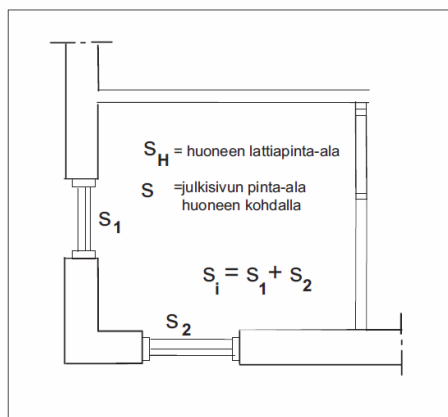 S_H = huoneen lattiapinta-ala
S =julkisivun pinta-ala
huoneen kohdalla
S_1
S_i = S_1 + S_2
S_2